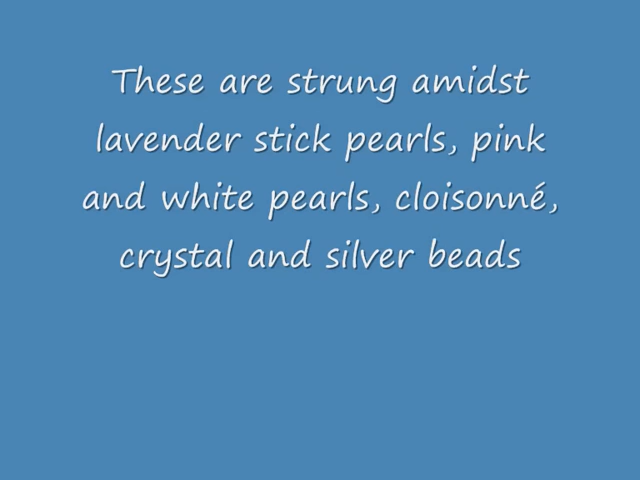 These are strung amidst
lavender stick pearls, pink
and white pearls, cloisonné,
crystal and silver beads